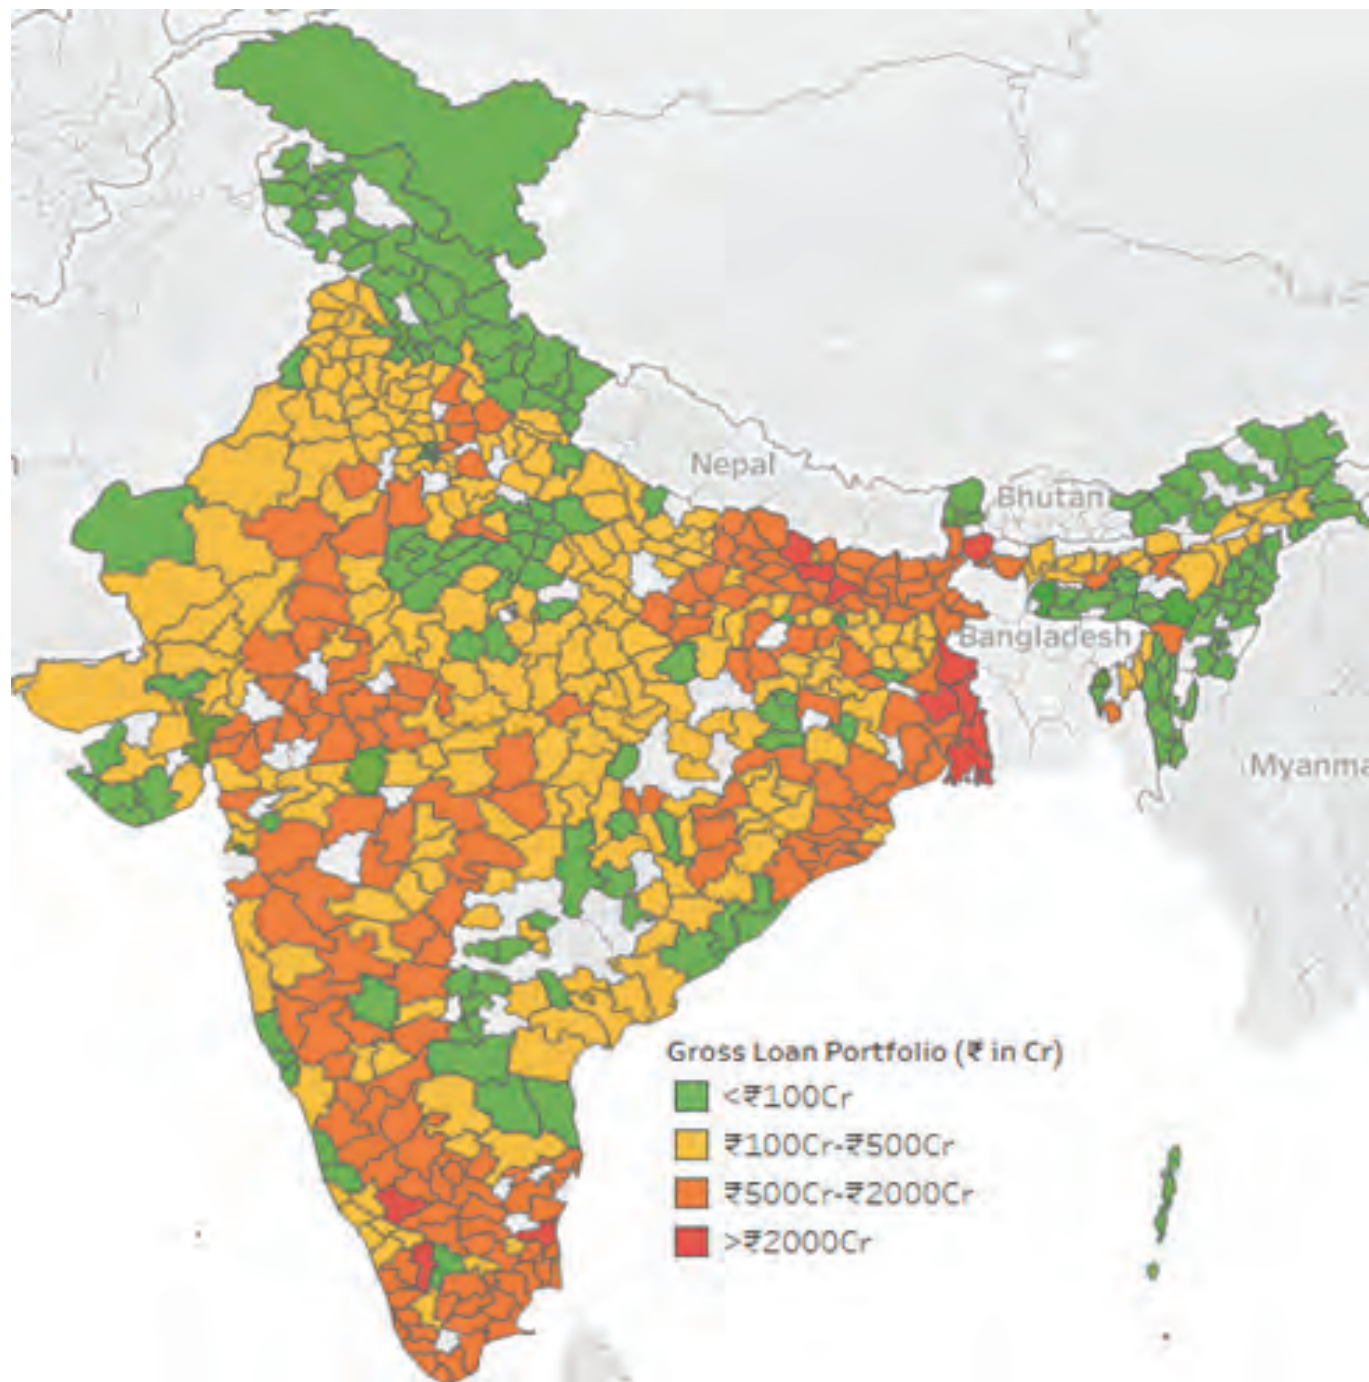 Nepal
Bhutan
Bangladesh
Myanma
Gross Loan Portfolio (₹ in Cr)
<₹100Cr
₹100Cr-₹500Cr
₹500Cr-₹2000Cr
>₹2000Cr